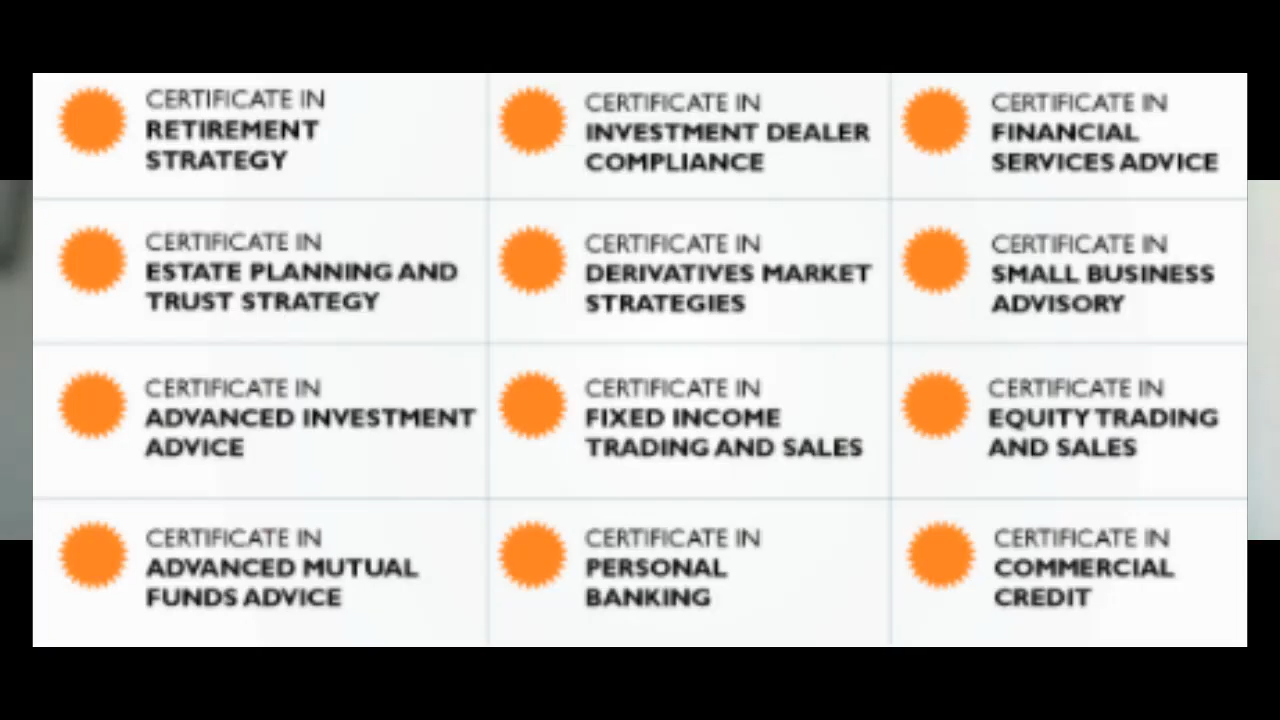 CERTIFICATE IN
RETIREMENT
STRATEGY
CERTIFICATE IN
INVESTMENT DEALER
COMPLIANCE
CERTIFICATE IN
FINANCIAL
SERVICES ADVICE
CERTIFICATE IN
ESTATE PLANNING AND
TRUST STRATEGY
CERTIFICATE IN
DERIVATIVES MARKET
STRATEGIES
CERTIFICATE IN
SMALL BUSINESS
ADVISORY
CERTIFICATE IN
ADVANCED INVESTMENT
ADVICE
CERTIFICATE IN
FIXED INCOME
TRADING AND SALES
CERTIFICATE IN
EQUITY TRADING
AND SALES
CERTIFICATE IN
ADVANCED MUTUAL
FUNDS ADVICE
CERTIFICATE IN
PERSONAL
BANKING
CERTIFICATE IN
COMMERCIAL
CREDIT